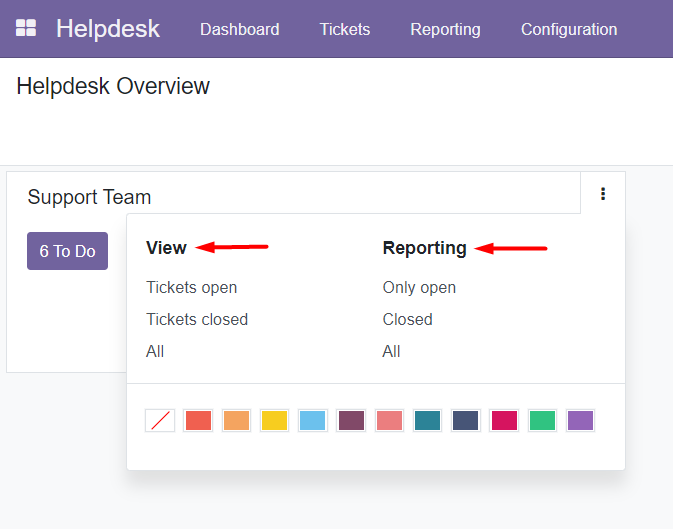 Helpdesk Dashboard Tickets Reporting Configuration
Helpdesk Overview
Support Team
6 To Do
View
Tickets open
Tickets closed
All
Reporting
Only open
Closed
All